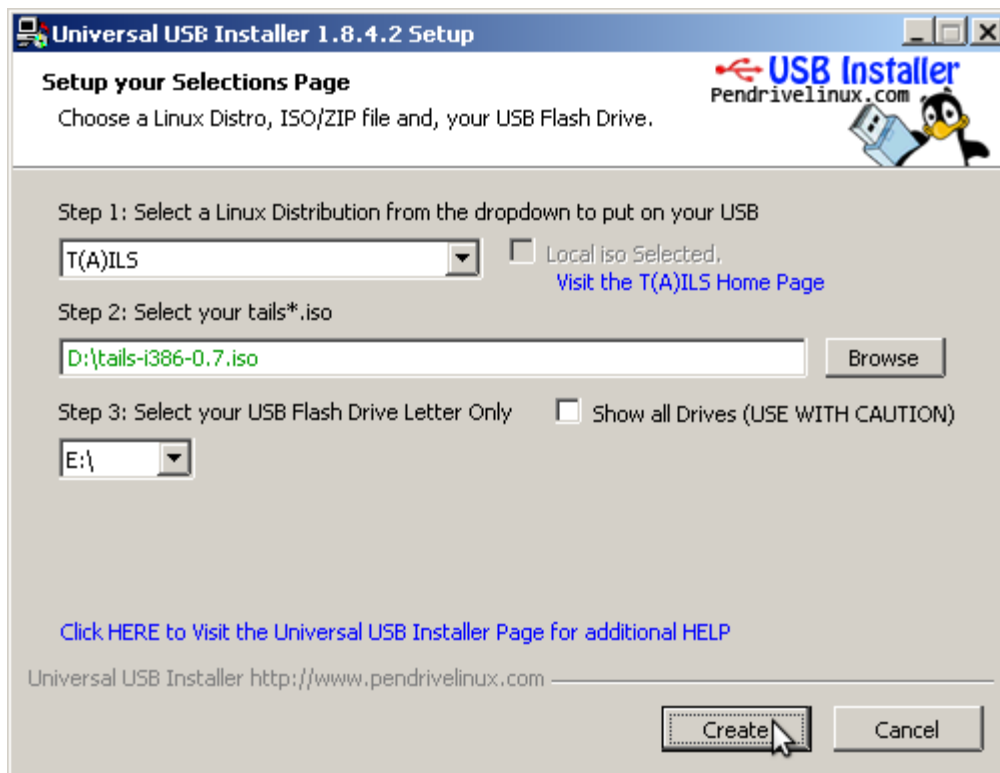 Universal USB Installer 1.8.4.2 Setup
Setup your Selections Page
Choose a Linux Distro, ISO/ZIP file and, your USB Flash Drive.
USB Installer
Pendrivelinux.com
Step 1: Select a Linux Distribution from the dropdown to put on your USB
T(A)ILS
Local iso Selected.
Visit the T(A)ILS Home Page
Step 2: Select your tails*.iso
D:\tails-i386-0.7.iso
Browse
Step 3: Select your USB Flash Drive Letter Only
Show all Drives (USE WITH CAUTION)
E:\
Click HERE to Visit the Universal USB Installer Page for additional HELP
Universal USB Installer http://www.pendrivelinux.com
Create
Cancel